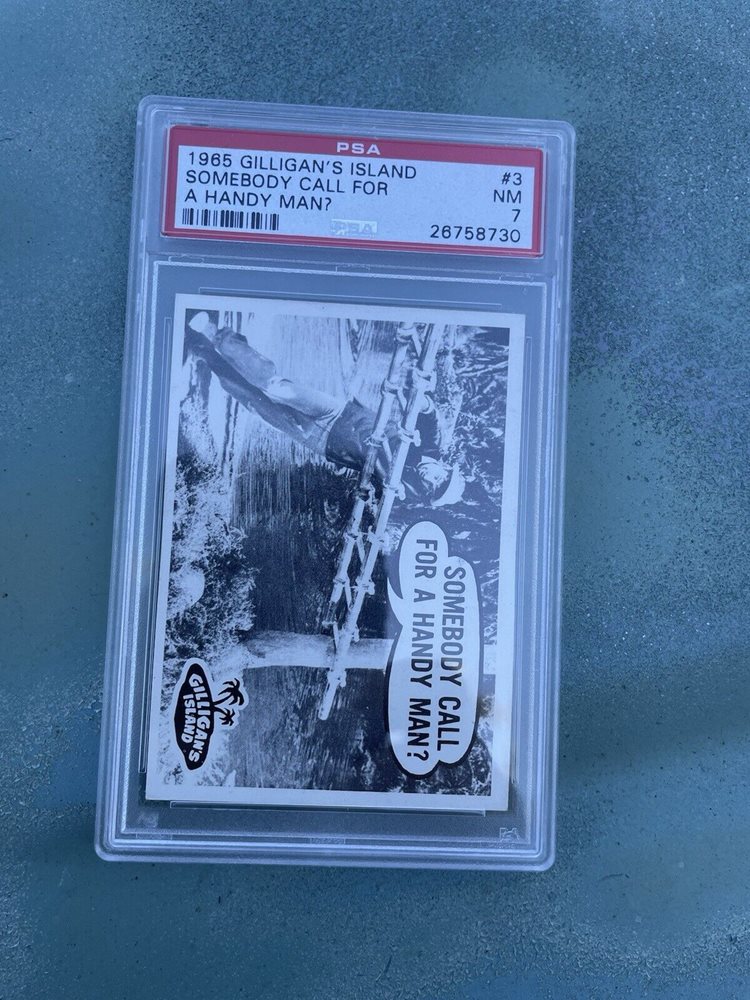 PSA
1965 GILLIGAN'S ISLAND #3
SOMEBODY CALL FOR NM
A HANDY MAN? 7
PSA 26758730
SOMEBODY CALL
FOR A HANDY MAN?
GILLIGAN'S
ISLAND